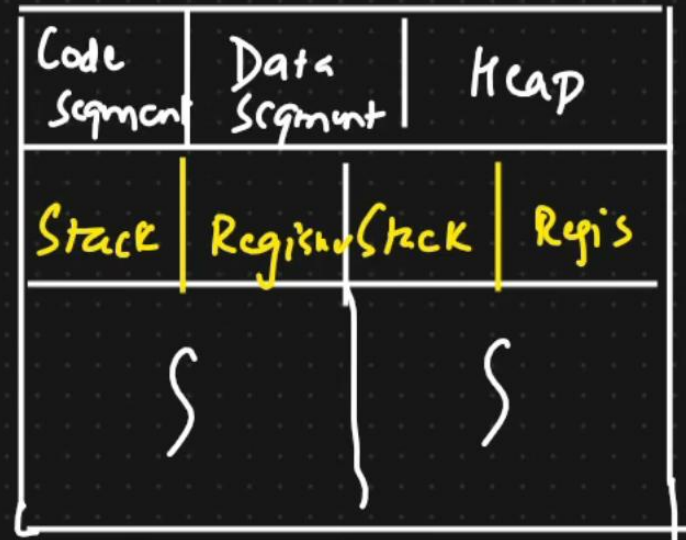 Code
Segment
Data
Segment
Heap
Stack
Register
Stack
Regis